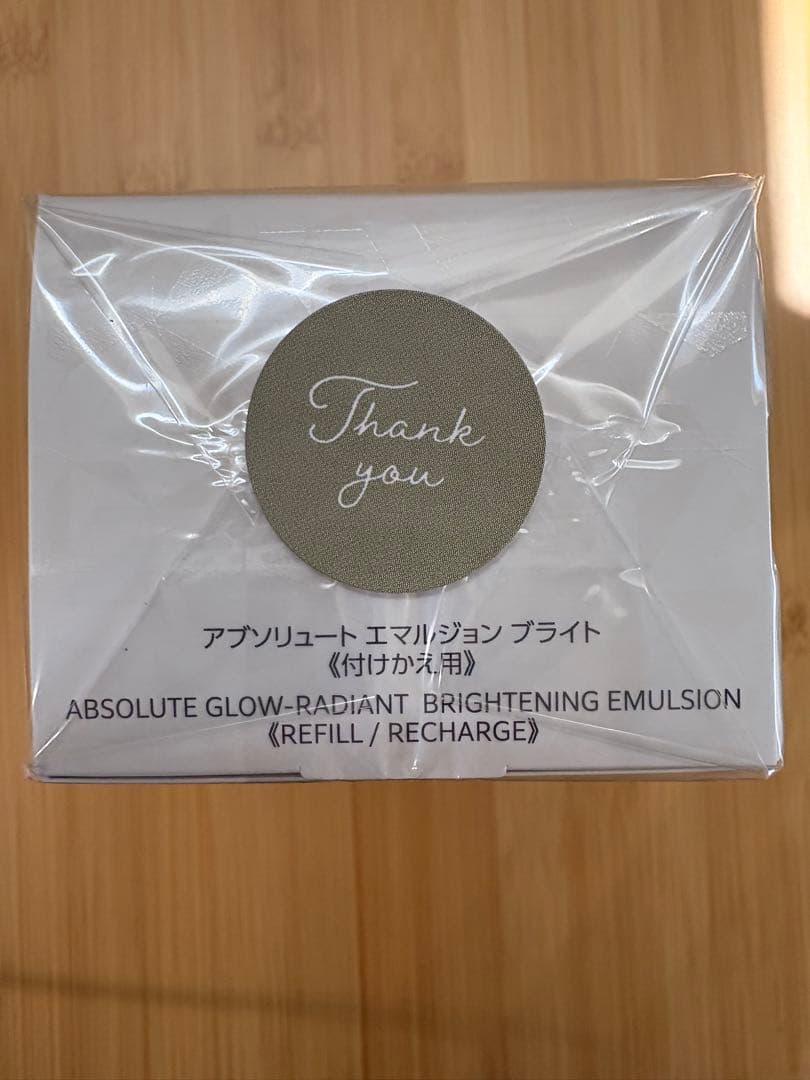 Thank
you
アブソリュート エマルジョン ブライト
《付けかえ用》
ABSOLUTE GLOW-RADIANT BRIGHTENING EMULSION
《REFILL / RECHARGE》